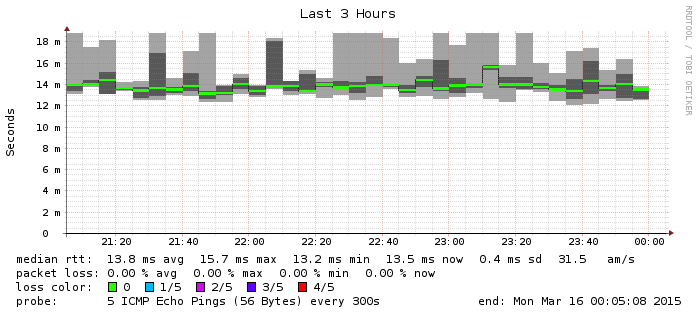 Last 3 Hours
RRDTOOL / TOBI OETIKER
Seconds
18 m
16 m
14 m
12 m
10 m
8 m
6 m
4 m
2 m
0
21:20 21:40 22:00 22:20 22:40 23:00 23:20 23:40 00:00
median rtt: 13.8 ms avg 15.7 ms max 13.2 ms min 13.5 ms now 0.4 ms sd 31.5 am/s
packet loss: 0.00 % avg 0.00 % max 0.00 % min 0.00 % now
loss color: 0 1/5 2/5 3/5 4/5
probe: 5 ICMP Echo Pings (56 Bytes) every 300s end: Mon Mar 16 00:05:08 2015